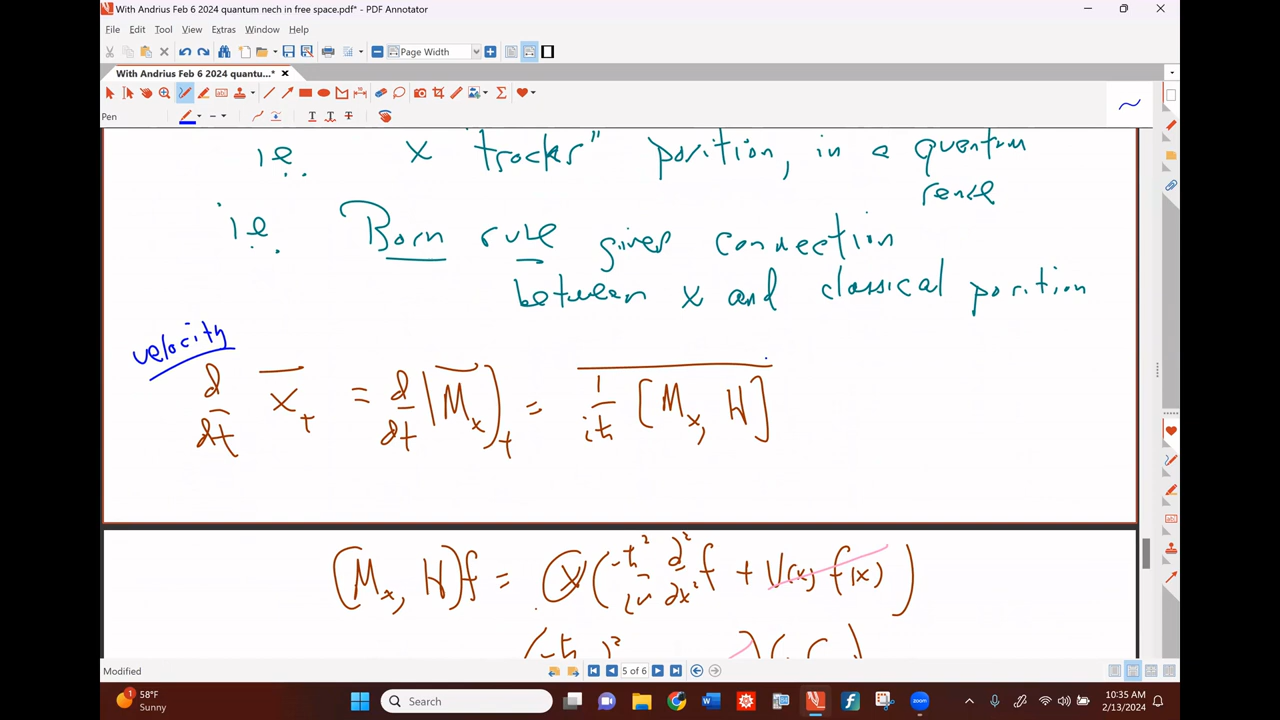 With Andrius Feb 6 2024 quantum nech in free space.pdf* - PDF Annotator
File Edit Tool View Extras Window Help
Page Width
With Andrius Feb 6 2024 quantu...*
Pen
i.e. x "tracks" position, in a quantum
sense
i.e. Born rule gives connection
between x and classical position
velocity
d/dt x̄_t = d/dt (M̄_x)_t = 1/iħ [M_x, H]
[M_x, H]f = x(-ħ²/2m ∂²/∂x² f + V(x) f(x))
Modified
5 of 6
58°F
Sunny
Search
10:35 AM
2/13/2024